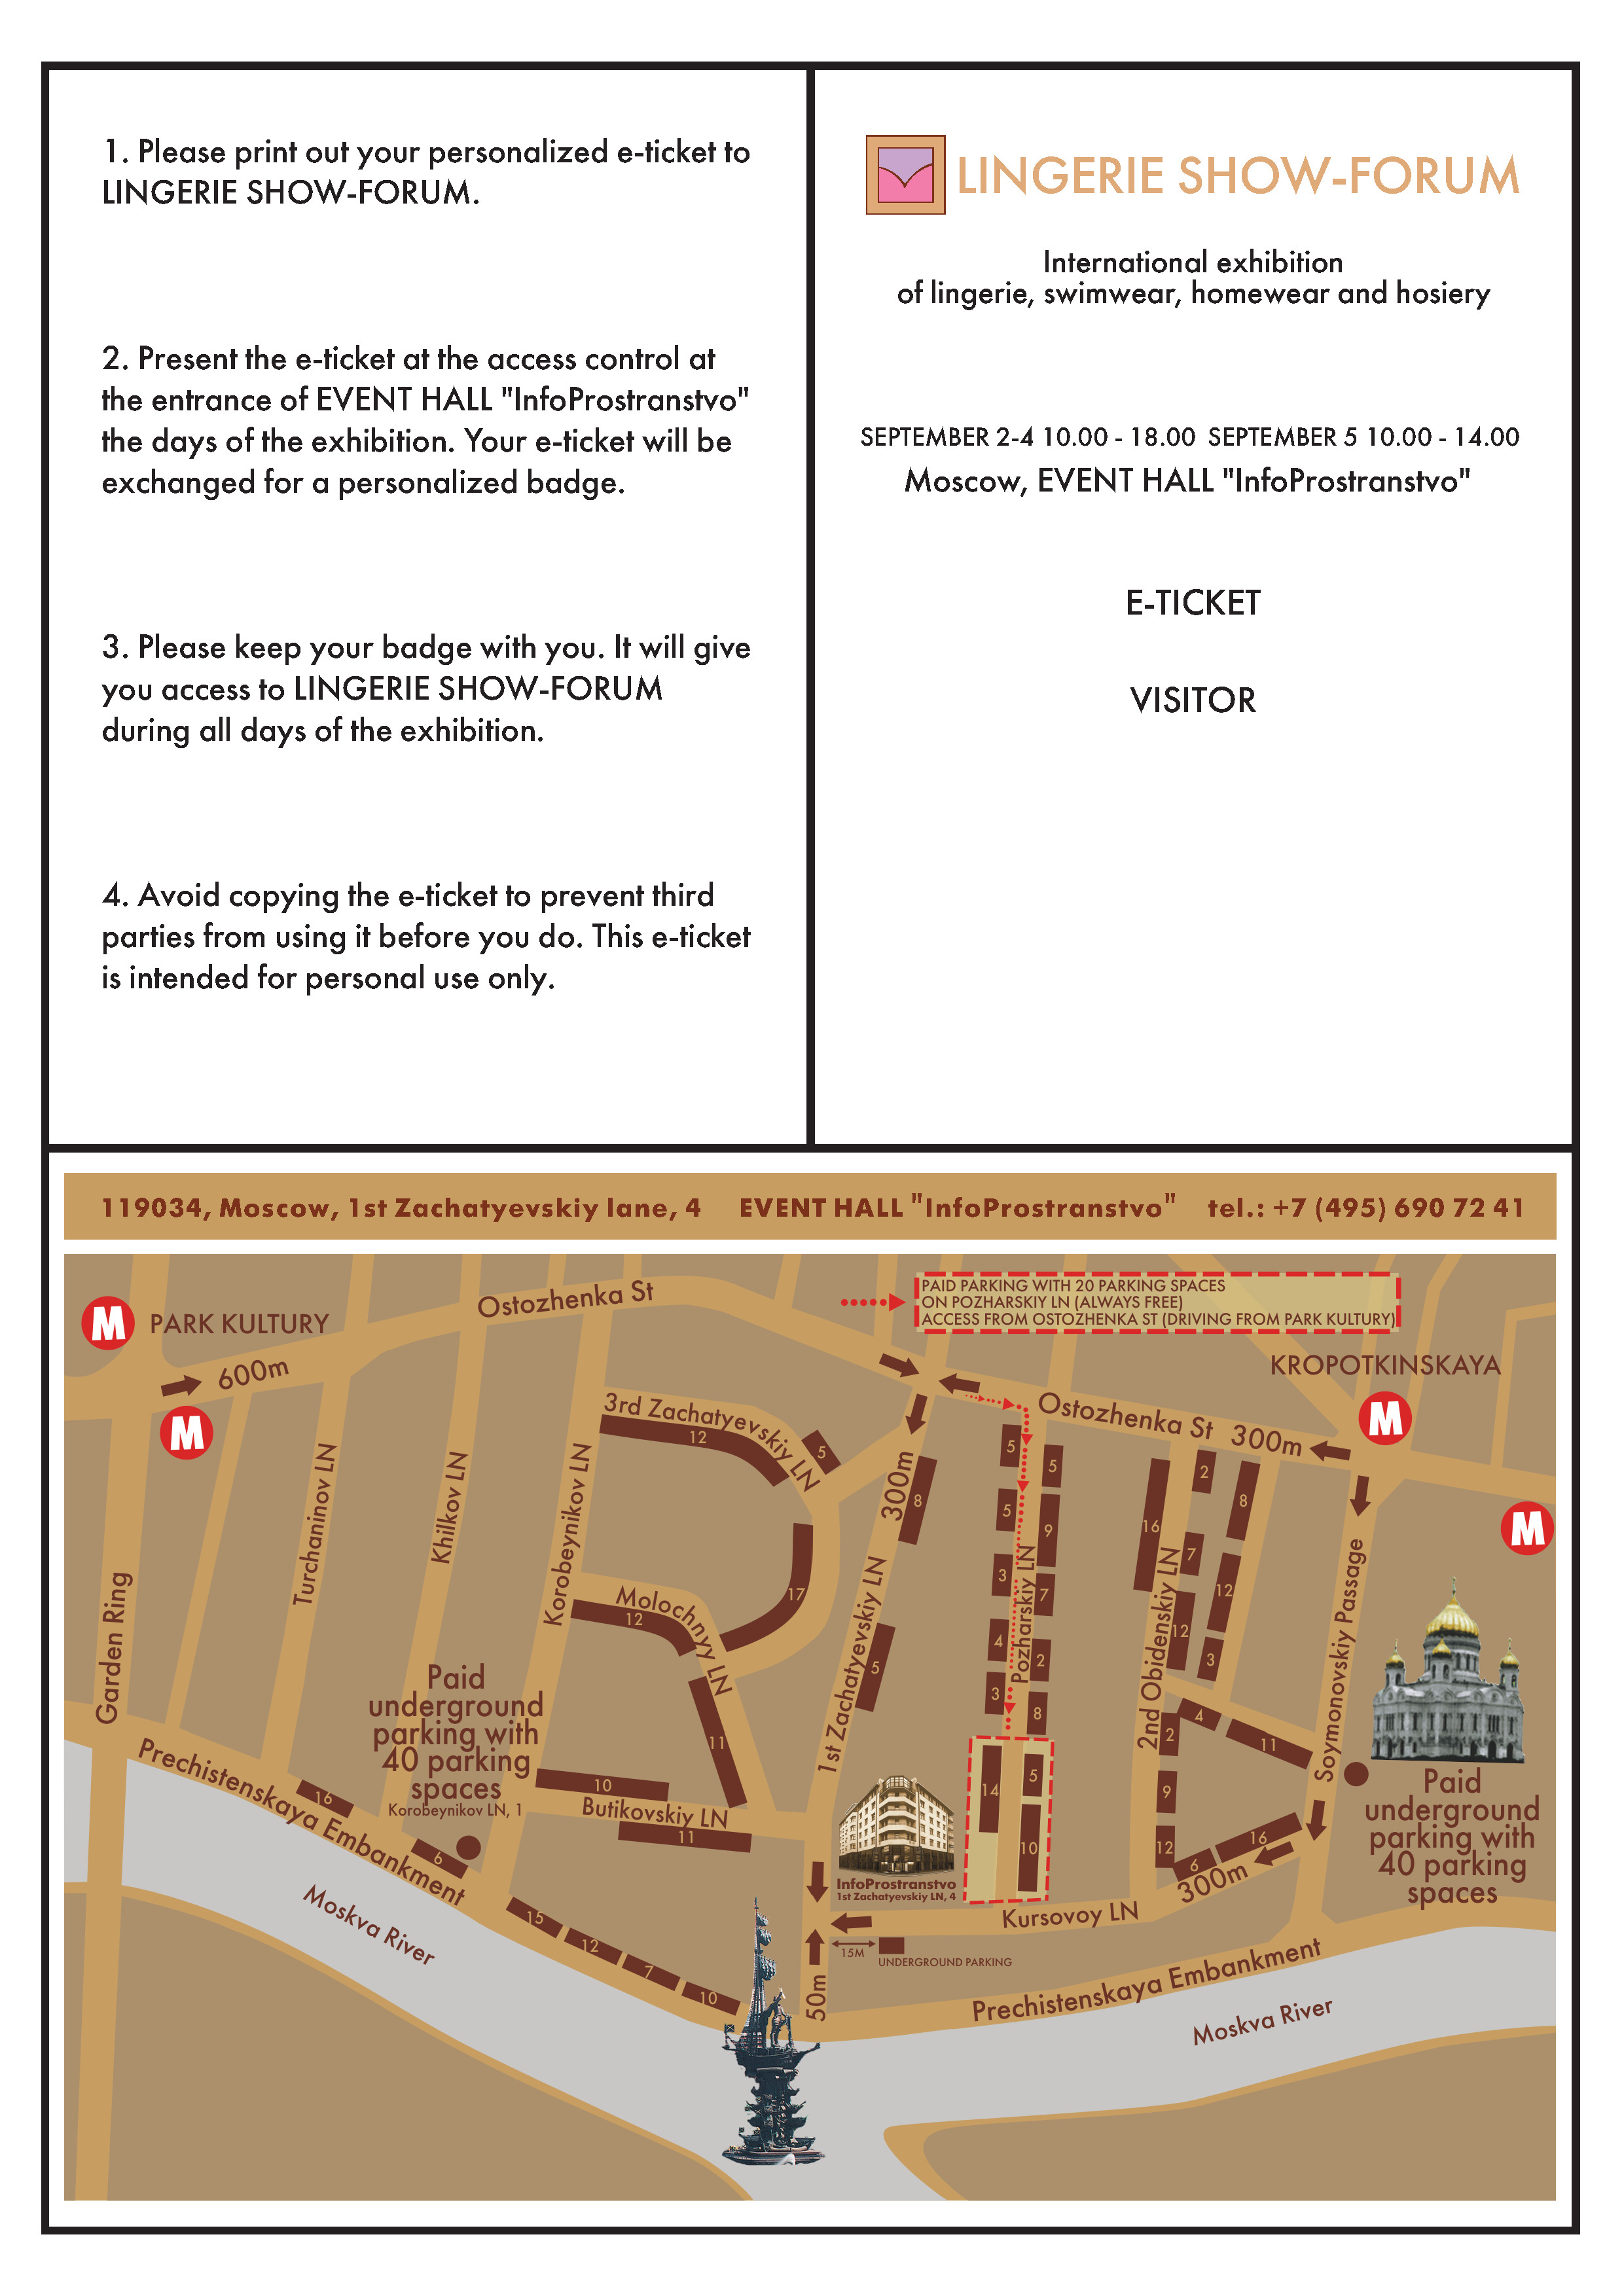 1. Please print out your personalized e-ticket to
LINGERIE SHOW-FORUM.
2. Present the e-ticket at the access control at
the entrance of EVENT HALL "InfoProstranstvo"
the days of the exhibition. Your e-ticket will be
exchanged for a personalized badge.
3. Please keep your badge with you. It will give
you access to LINGERIE SHOW-FORUM
during all days of the exhibition.
4. Avoid copying the e-ticket to prevent third
parties from using it before you do. This e-ticket
is intended for personal use only.
LINGERIE SHOW-FORUM
International exhibition
of lingerie, swimwear, homewear and hosiery
SEPTEMBER 2-4 10.00 - 18.00 SEPTEMBER 5 10.00 - 14.00
Moscow, EVENT HALL "InfoProstranstvo"
E-TICKET
VISITOR
119034, Moscow, 1st Zachatyevskiy lane, 4 EVENT HALL "InfoProstranstvo" tel.: +7 (495) 690 72 41
PAID PARKING WITH 20 PARKING SPACES
ON POZHARSKIY LN (ALWAYS FREE)
ACCESS FROM OSTOZHENKA ST (DRIVING FROM PARK KULTURY)
M
PARK KULTURY
Ostozhenka St
600m
M
KROPOTKINSKAYA
M
Ostozhenka St 300m
M
3rd Zachatyevskiy LN
12
5
300m
8
5
5
5
9
3
7
4
2
3
8
14
5
10
16
2
8
7
12
12
3
4
11
2
9
12
6
16
300m
Garden Ring
Turchaninov LN
Khilkov LN
Korobeynikov LN
Molochnyy LN
12
17
11
1st Zachatyevskiy LN
5
Pozharskiy LN
2nd Obidenskiy LN
Soymonovskiy Passage
Paid
underground
parking with
40 parking
spaces
Korobeynikov LN, 1
Paid
underground
parking with
40 parking
spaces
10
Butikovskiy LN
11
InfoProstranstvo
1st Zachatyevskiy LN, 4
Kursovoy LN
15M
UNDERGROUND PARKING
50m
Prechistenskaya Embankment
16
6
15
12
7
10
Moskva River
Prechistenskaya Embankment
Moskva River